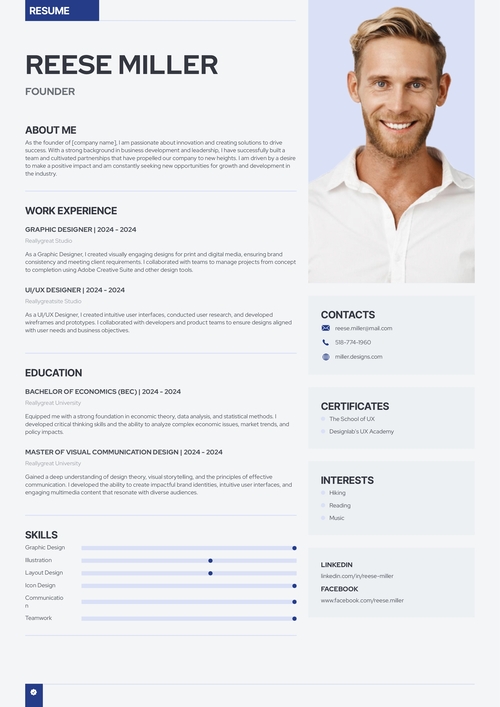 RESUME
REESE MILLER
FOUNDER
ABOUT ME
As the founder of [company name], I am passionate about innovation and creating solutions to drive
success. With a strong background in business development and leadership, I have successfully built a
team and cultivated partnerships that have propelled our company to new heights. I am driven by a desire
to make a positive impact and am constantly seeking new opportunities for growth and development in
the industry.
WORK EXPERIENCE
GRAPHIC DESIGNER | 2024 - 2024
Reallygreat Studio
As a Graphic Designer, I created visually engaging designs for print and digital media, ensuring brand
consistency and meeting client requirements. I collaborated with teams to manage projects from concept
to completion using Adobe Creative Suite and other design tools.
UI/UX DESIGNER | 2024 - 2024
Reallygreatsite Studio
As a UI/UX Designer, I created intuitive user interfaces, conducted user research, and developed
wireframes and prototypes. I collaborated with developers and product teams to ensure designs aligned
with user needs and business objectives.
EDUCATION
BACHELOR OF ECONOMICS (BEC) | 2024 - 2024
Reallygreat University
Equipped me with a strong foundation in economic theory, data analysis, and statistical methods. I
developed critical thinking skills and the ability to analyze complex economic issues, market trends, and
policy impacts.
MASTER OF VISUAL COMMUNICATION DESIGN | 2024 - 2024
Reallygreat University
Gained a deep understanding of design theory, visual storytelling, and the principles of effective
communication. I developed the ability to create impactful brand identities, intuitive user interfaces, and
engaging multimedia content that resonate with diverse audiences.
SKILLS
Graphic Design
Illustration
Layout Design
Icon Design
Communicatio
n
Teamwork
CONTACTS
reese.miller@mail.com
518-774-1960
miller.designs.com
CERTIFICATES
The School of UX
Designlab's UX Academy
INTERESTS
Hiking
Reading
Music
LINKEDIN
linkedin.com/in/reese-miller
FACEBOOK
www.facebook.com/reese.miller